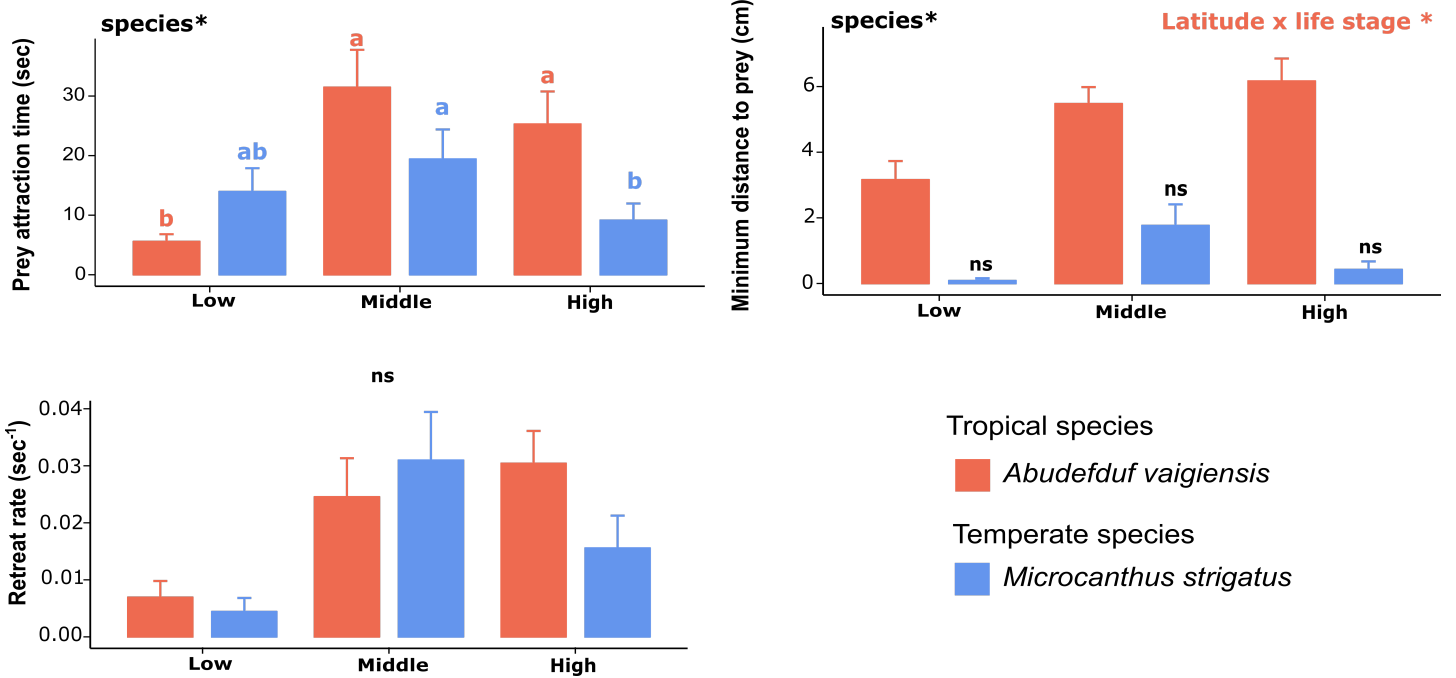 species*
Prey attraction time (sec)
30
20
10
0
b
ab
a
a
a
b
Low
Middle
High
species*
Latitude x life stage *
Minimum distance to prey (cm)
6
4
2
0
ns
ns
ns
Low
Middle
High
ns
Retreat rate (sec-1)
0.04
0.03
0.02
0.01
0.00
Low
Middle
High
Tropical species
Abudefduf vaigiensis
Temperate species
Microcanthus strigatus